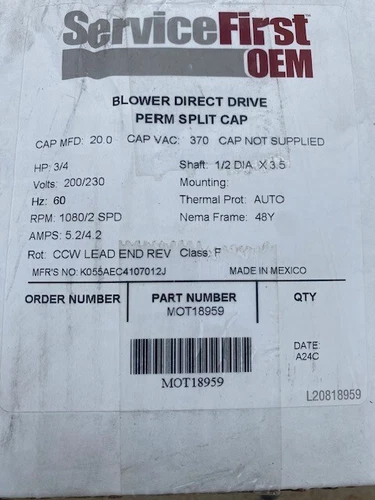 ServiceFirst™
OEM
BLOWER DIRECT DRIVE
PERM SPLIT CAP
CAP MFD: 20.0 CAP VAC: 370 CAP NOT SUPPLIED
HP: 3/4 Shaft: 1/2 DIA. X 3.5
Volts: 200/230 Mounting:
Hz: 60 Thermal Prot: AUTO
RPM: 1080/2 SPD Nema Frame: 48Y
AMPS: 5.2/4.2
Rot: CCW LEAD END REV Class: F
MFR'S NO: K055AEC4107012J MADE IN MEXICO
ORDER NUMBER PART NUMBER QTY
MOT18959
DATE:
A24C
MOT18959
L20818959